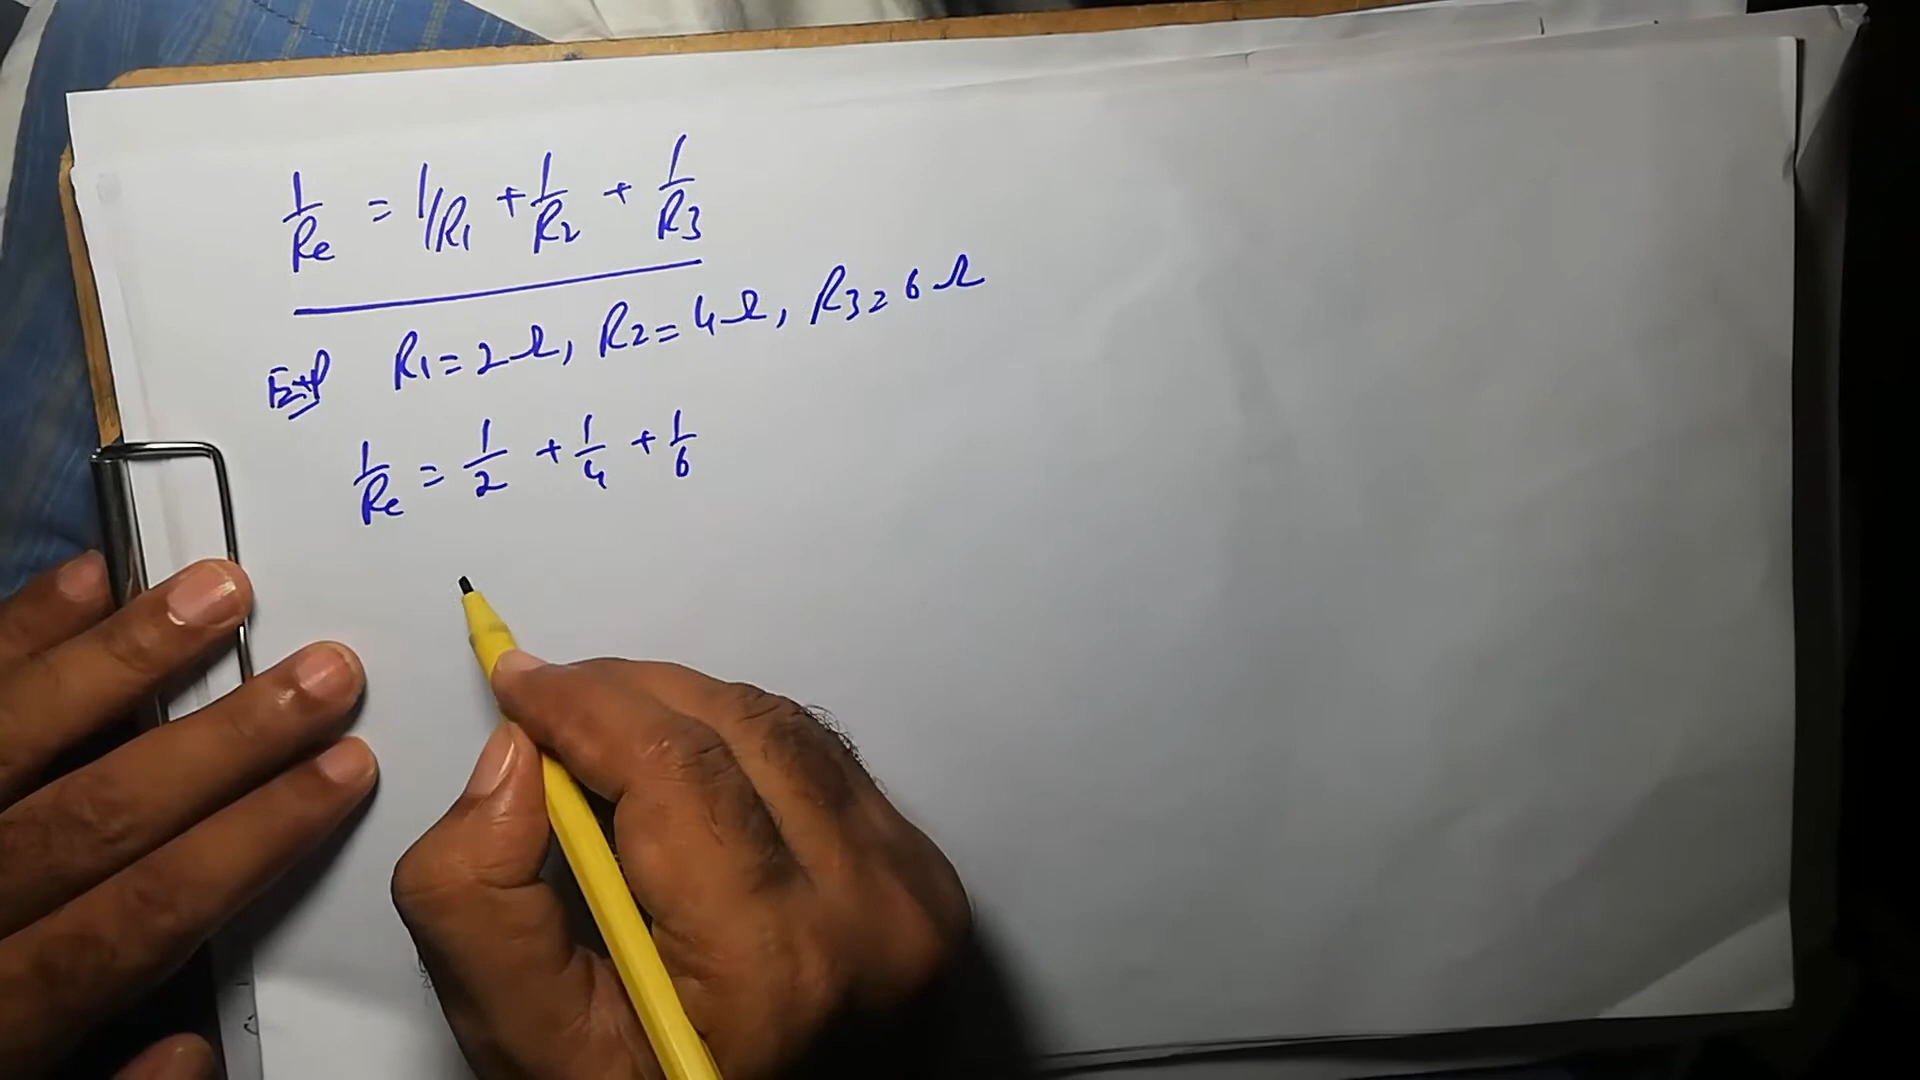 1/Re = 1/R1 + 1/R2 + 1/R3
Exp R1 = 2Ω, R2 = 4Ω, R3 = 6Ω
1/Re = 1/2 + 1/4 + 1/6